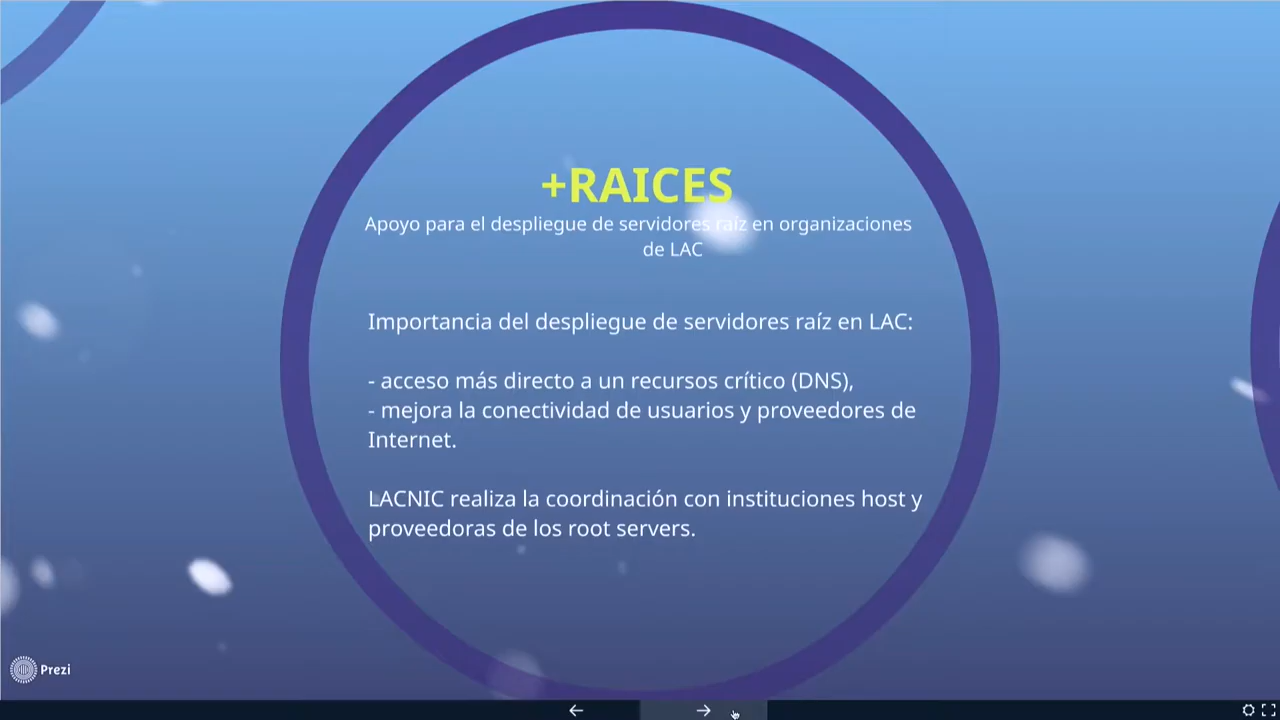 +RAICES
Apoyo para el despliegue de servidores raíz en organizaciones
de LAC
Importancia del despliegue de servidores raíz en LAC:
- acceso más directo a un recursos crítico (DNS),
- mejora la conectividad de usuarios y proveedores de
Internet.
LACNIC realiza la coordinación con instituciones host y
proveedoras de los root servers.
Prezi